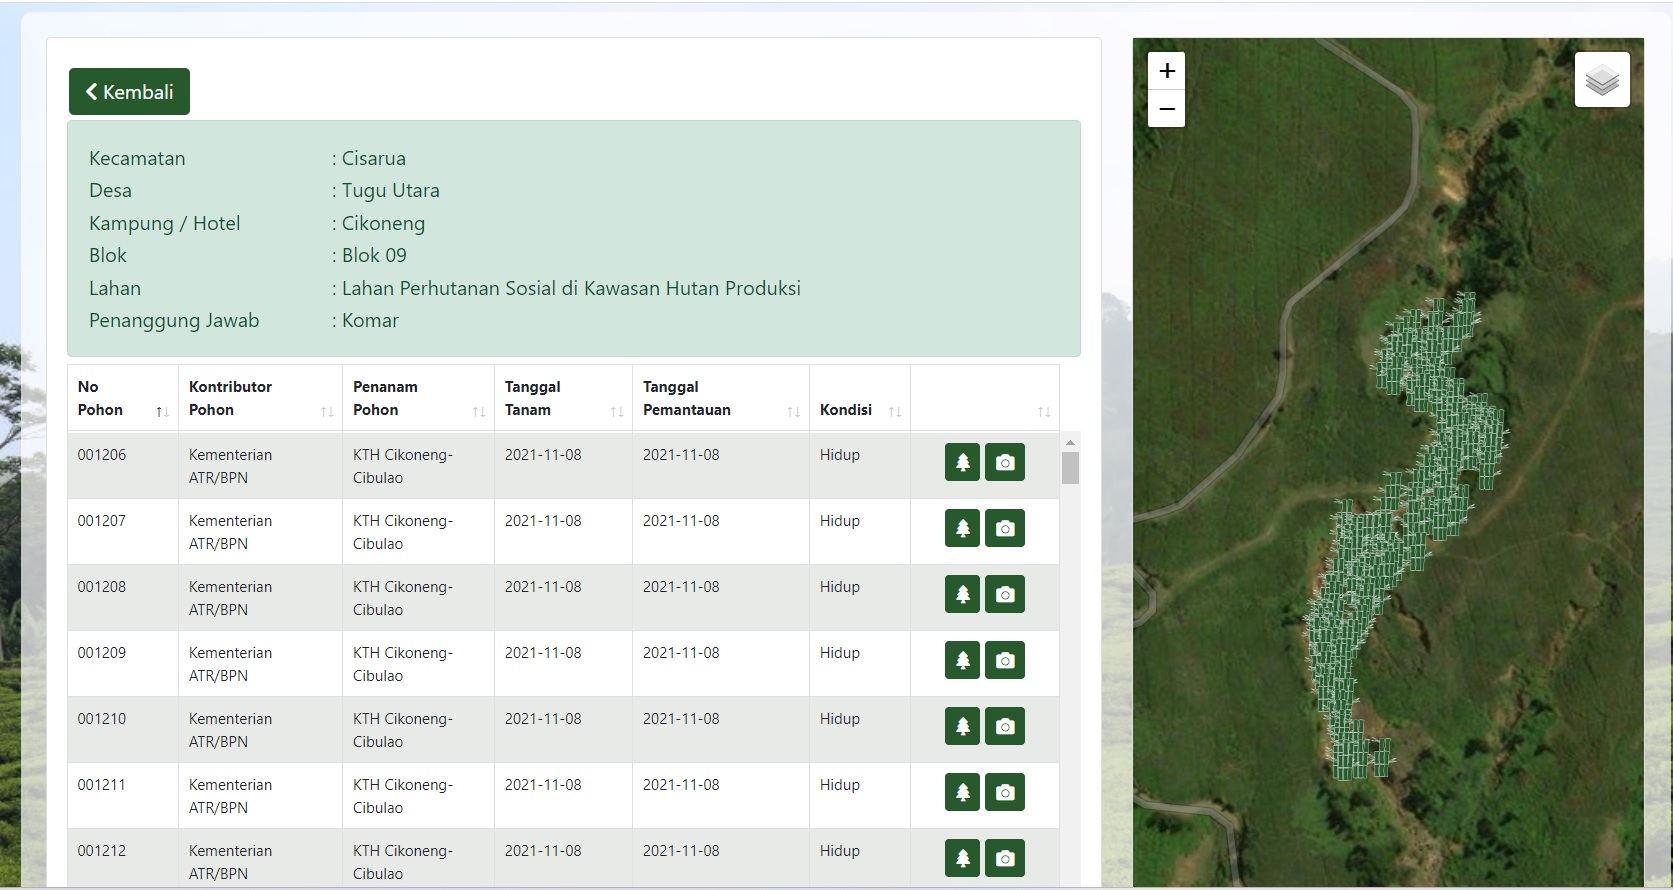 Kembali
Kecamatan : Cisarua
Desa : Tugu Utara
Kampung / Hotel : Cikoneng
Blok : Blok 09
Lahan : Lahan Perhutanan Sosial di Kawasan Hutan Produksi
Penanggung Jawab : Komar
No Kontributor Penanam Tanggal Tanggal
Pohon Pohon Pohon Tanam Pemantauan Kondisi
001206 Kementerian KTH Cikoneng- 2021-11-08 2021-11-08 Hidup
ATR/BPN Cibulao
001207 Kementerian KTH Cikoneng- 2021-11-08 2021-11-08 Hidup
ATR/BPN Cibulao
001208 Kementerian KTH Cikoneng- 2021-11-08 2021-11-08 Hidup
ATR/BPN Cibulao
001209 Kementerian KTH Cikoneng- 2021-11-08 2021-11-08 Hidup
ATR/BPN Cibulao
001210 Kementerian KTH Cikoneng- 2021-11-08 2021-11-08 Hidup
ATR/BPN Cibulao
001211 Kementerian KTH Cikoneng- 2021-11-08 2021-11-08 Hidup
ATR/BPN Cibulao
001212 Kementerian KTH Cikoneng- 2021-11-08 2021-11-08 Hidup
ATR/BPN Cibulao
+
−